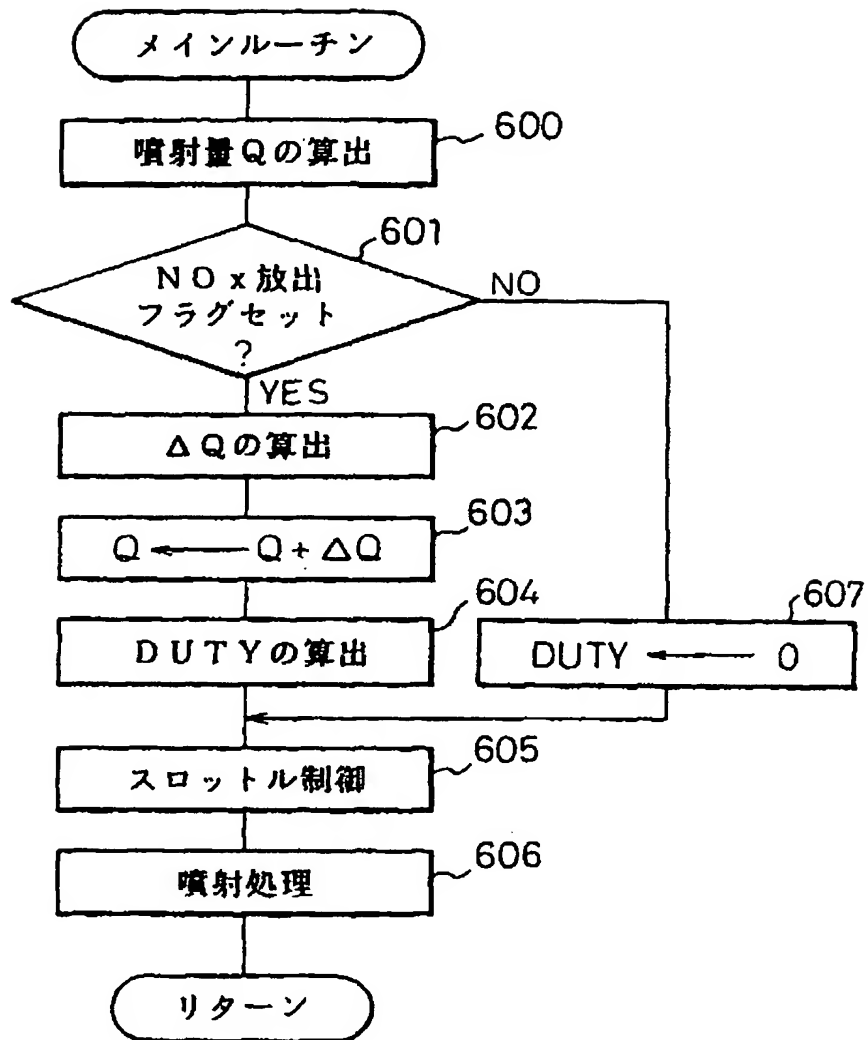 メインルーチン
600
噴射量Qの算出
601
NOx放出
フラグセット
?
NO
YES
602
ΔQの算出
603
Q ← Q + ΔQ
604
DUTYの算出
607
DUTY ← 0
605
スロットル制御
606
噴射処理
リターン